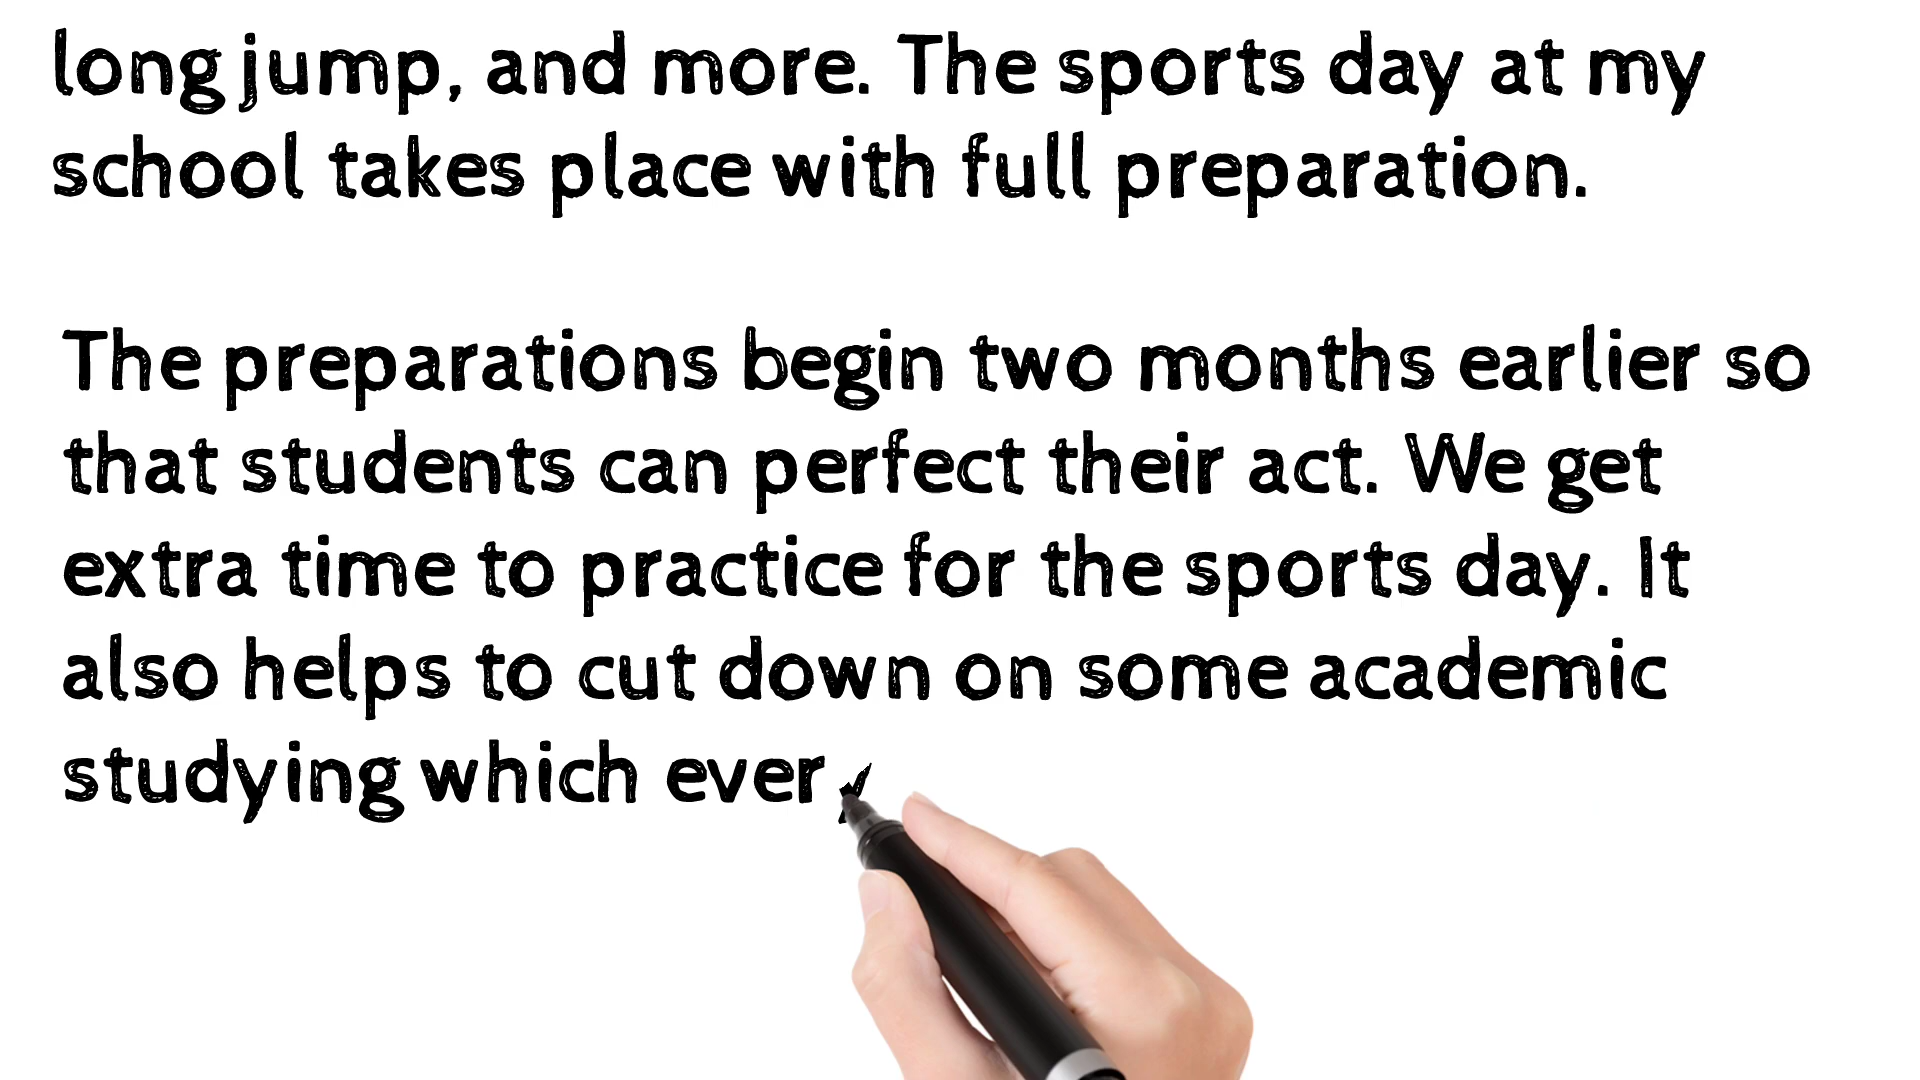 long jump, and more. The sports day at my
school takes place with full preparation.
The preparations begin two months earlier so
that students can perfect their act. We get
extra time to practice for the sports day. It
also helps to cut down on some academic
studying which every